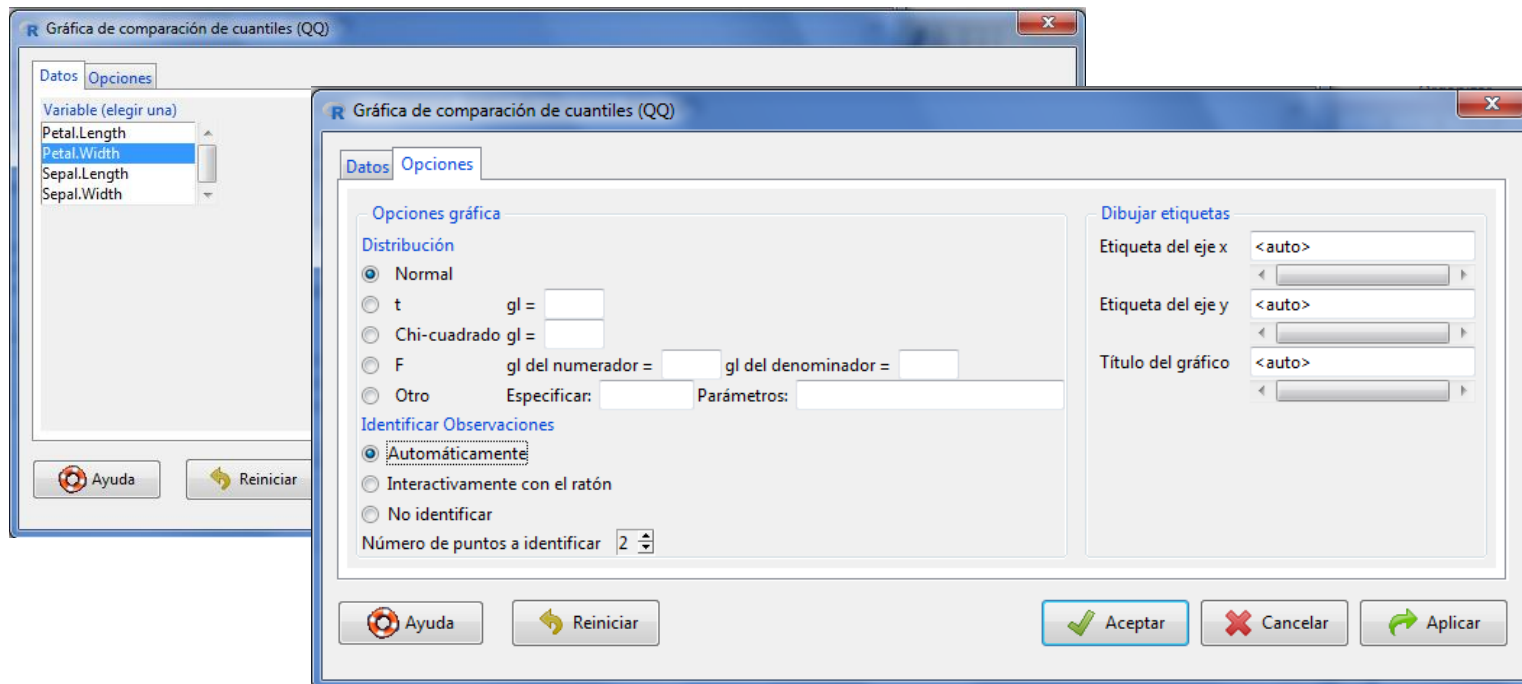 Gráfica de comparación de cuantiles (QQ)
Datos Opciones
Variable (elegir una)
Petal.Length
Petal.Width
Sepal.Length
Sepal.Width
Ayuda Reiniciar
Gráfica de comparación de cuantiles (QQ)
Datos Opciones
Opciones gráfica
Distribución
Normal
t gl =
Chi-cuadrado gl =
F gl del numerador = gl del denominador =
Otro Especificar: Parámetros:
Identificar Observaciones
Automáticamente
Interactivamente con el ratón
No identificar
Número de puntos a identificar 2
Dibujar etiquetas
Etiqueta del eje x <auto>
Etiqueta del eje y <auto>
Título del gráfico <auto>
Ayuda Reiniciar Aceptar Cancelar Aplicar